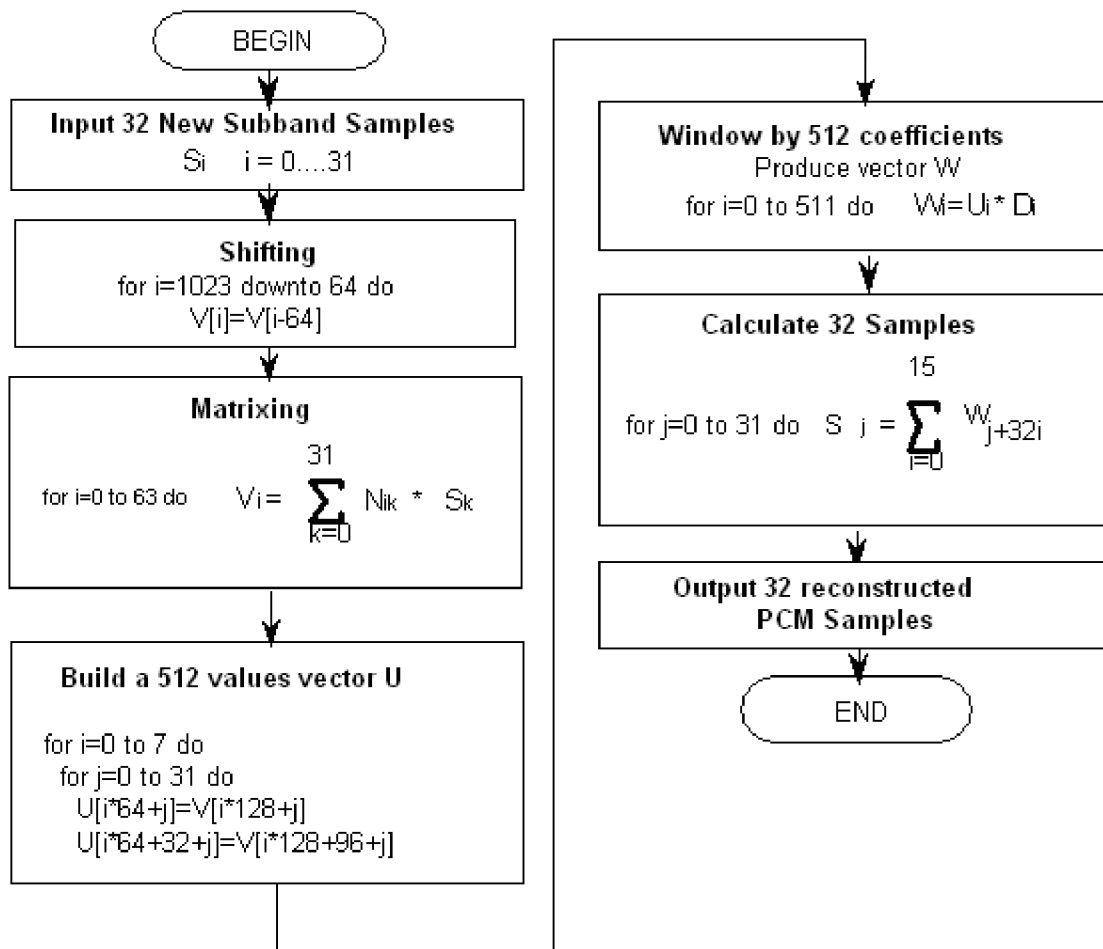 BEGIN
Input 32 New Subband Samples
Si i = 0....31
Shifting
for i=1023 downto 64 do
V[i]=V[i-64]
Matrixing
31
for i=0 to 63 do Vi= ∑ Nik * Sk
k=0
Build a 512 values vector U
for i=0 to 7 do
for j=0 to 31 do
U[i*64+j]=V[i*128+j]
U[i*64+32+j]=V[i*128+96+j]
Window by 512 coefficients
Produce vector W
for i=0 to 511 do Wi=Ui* Di
Calculate 32 Samples
15
for j=0 to 31 do S j = ∑ Wj+32i
i=0
Output 32 reconstructed
PCM Samples
END